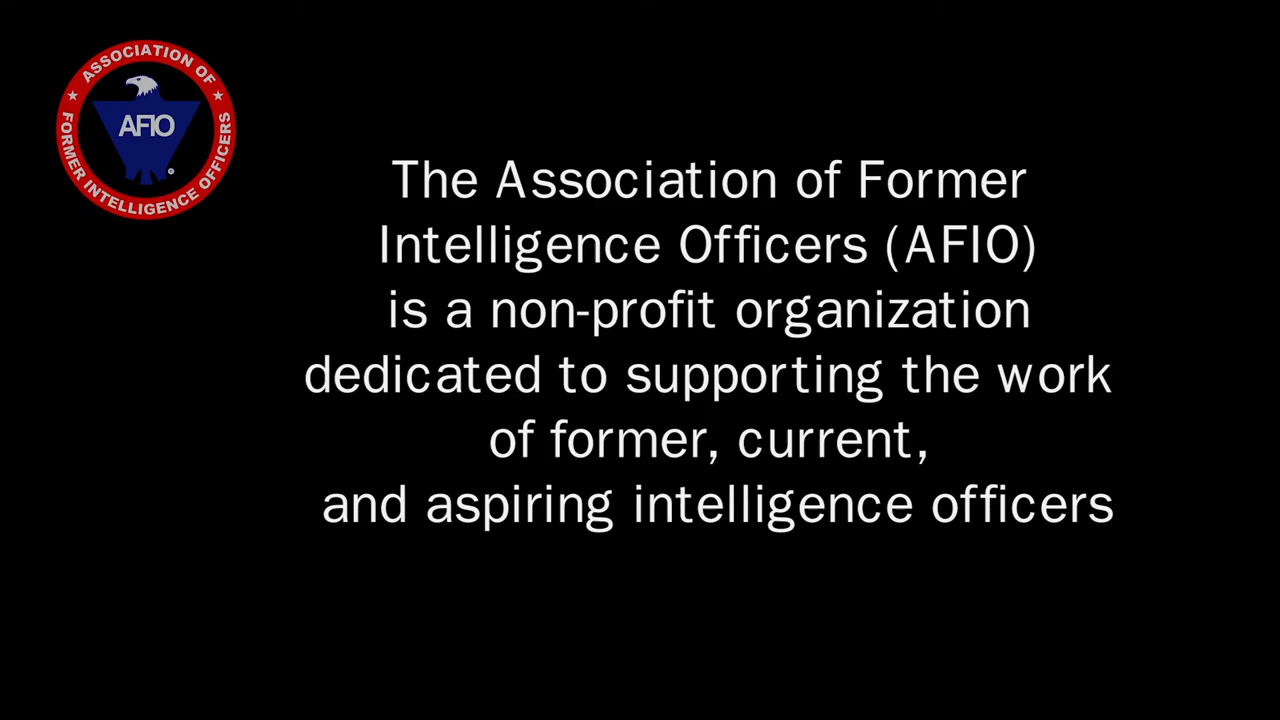 ASSOCIATION OF
AFIO
FORMER INTELLIGENCE OFFICERS
The Association of Former
Intelligence Officers (AFIO)
is a non-profit organization
dedicated to supporting the work
of former, current,
and aspiring intelligence officers